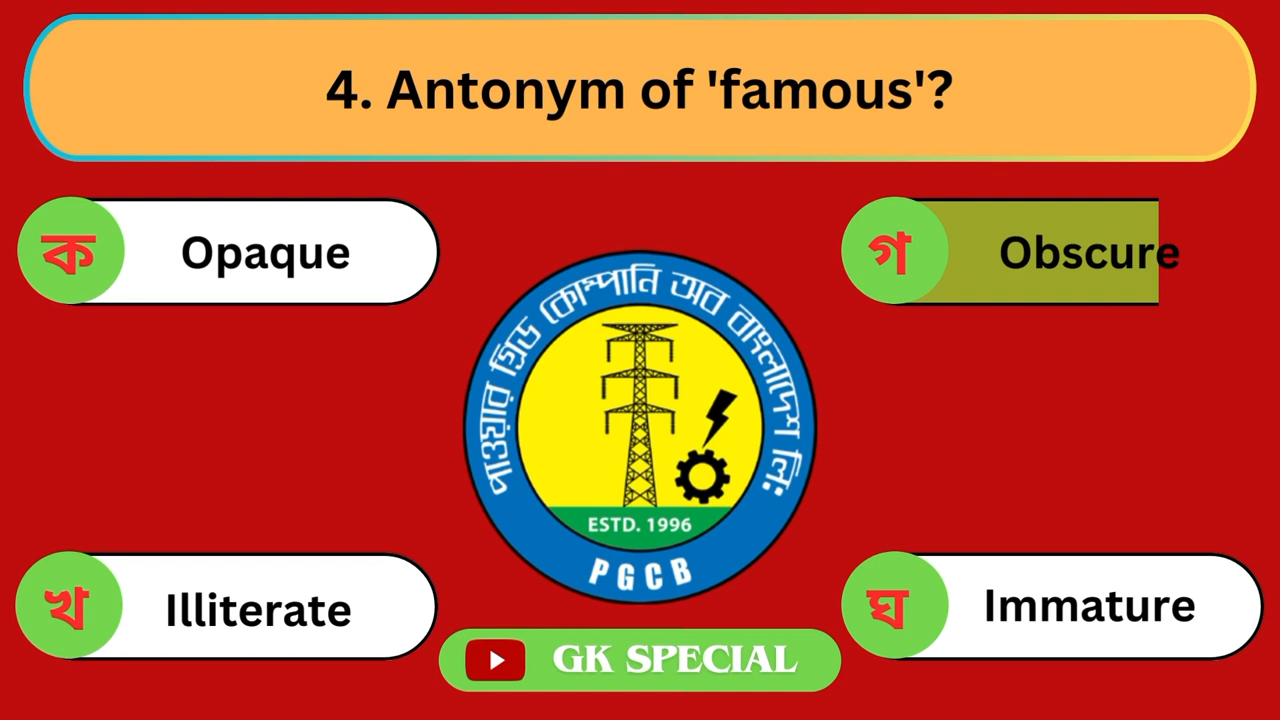 4. Antonym of 'famous'?
ক Opaque
গ Obscure
পাওয়ার গ্রিড কোম্পানি অব বাংলাদেশ লি:
ESTD. 1996
PGCB
খ Illiterate
ঘ Immature
GK SPECIAL